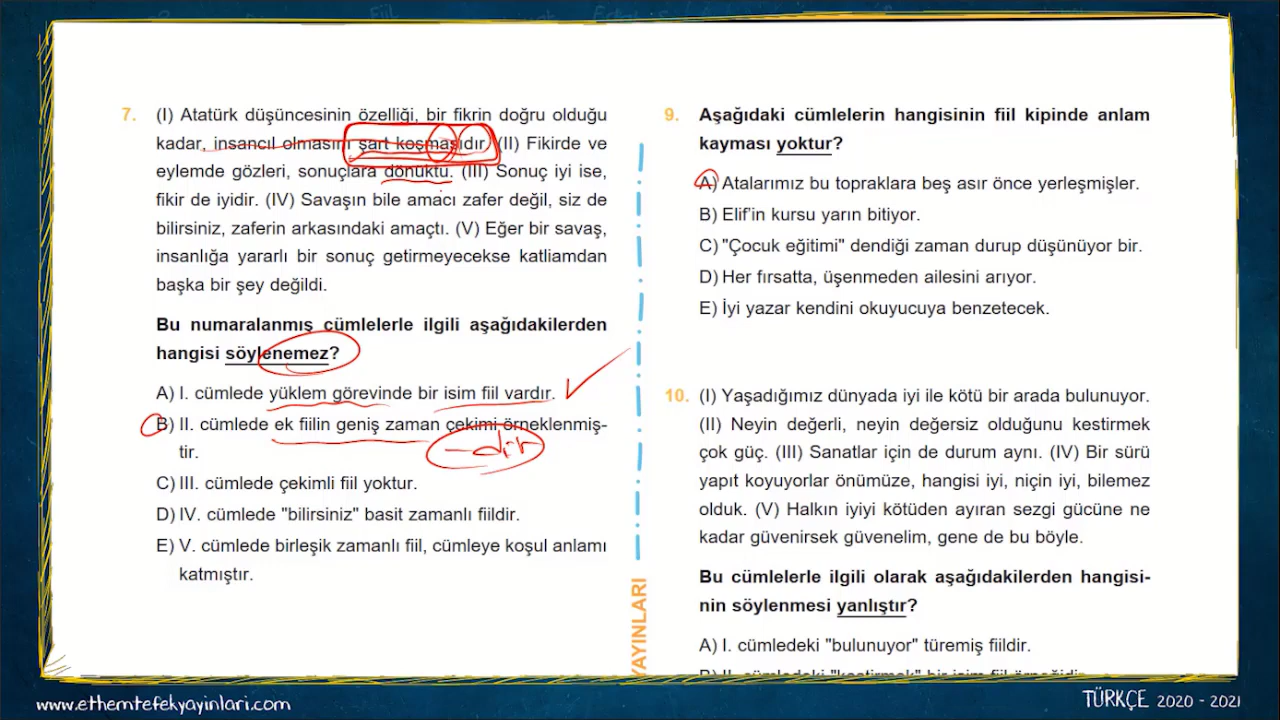 7. (I) Atatürk düşüncesinin özelliği, bir fikrin doğru olduğu
kadar, insancıl olmasını şart koşmasıdır. (II) Fikirde ve
eylemde gözleri, sonuçlara dönüktü. (III) Sonuç iyi ise,
fikir de iyidir. (IV) Savaşın bile amacı zafer değil, siz de
bilirsiniz, zaferin arkasındaki amaçtı. (V) Eğer bir savaş,
insanlığa yararlı bir sonuç getirmeyecekse katliamdan
başka bir şey değildi.
Bu numaralanmış cümlelerle ilgili aşağıdakilerden
hangisi söylenemez?
A) I. cümlede yüklem görevinde bir isim fiil vardır.
B) II. cümlede ek fiilin geniş zaman çekimi örneklenmiş-
tir.
-dir
C) III. cümlede çekimli fiil yoktur.
D) IV. cümlede "bilirsiniz" basit zamanlı fiildir.
E) V. cümlede birleşik zamanlı fiil, cümleye koşul anlamı
katmıştır.
YAYINLARI
9. Aşağıdaki cümlelerin hangisinin fiil kipinde anlam
kayması yoktur?
A) Atalarımız bu topraklara beş asır önce yerleşmişler.
B) Elif'in kursu yarın bitiyor.
C) "Çocuk eğitimi" dendiği zaman durup düşünüyor bir.
D) Her fırsatta, üşenmeden ailesini arıyor.
E) İyi yazar kendini okuyucuya benzetecek.
10. (I) Yaşadığımız dünyada iyi ile kötü bir arada bulunuyor.
(II) Neyin değerli, neyin değersiz olduğunu kestirmek
çok güç. (III) Sanatlar için de durum aynı. (IV) Bir sürü
yapıt koyuyorlar önümüze, hangisi iyi, niçin iyi, bilemez
olduk. (V) Halkın iyiyi kötüden ayıran sezgi gücüne ne
kadar güvenirsek güvenelim, gene de bu böyle.
Bu cümlelerle ilgili olarak aşağıdakilerden hangisi-
nin söylenmesi yanlıştır?
A) I. cümledeki "bulunuyor" türemiş fiildir.
B) II. cümledeki "kestirmek" bir isim fiil örneğidir.
www.ethemtefekyayinlari.com
TÜRKÇE 2020 - 2021